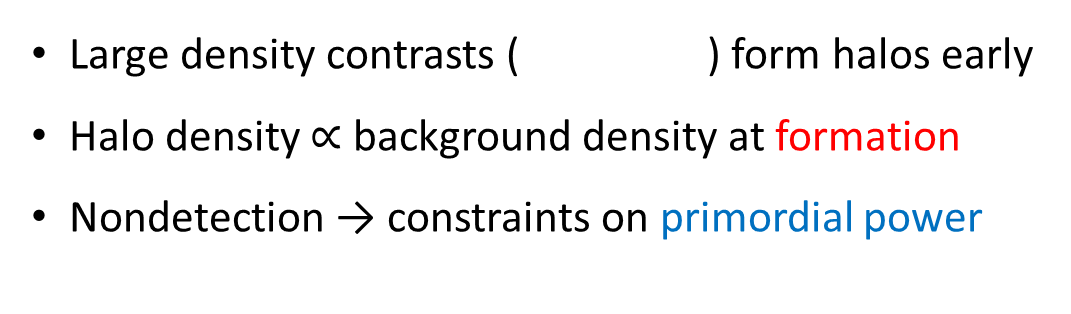 • Large density contrasts ( ) form halos early
• Halo density ∝ background density at formation
• Nondetection → constraints on primordial power